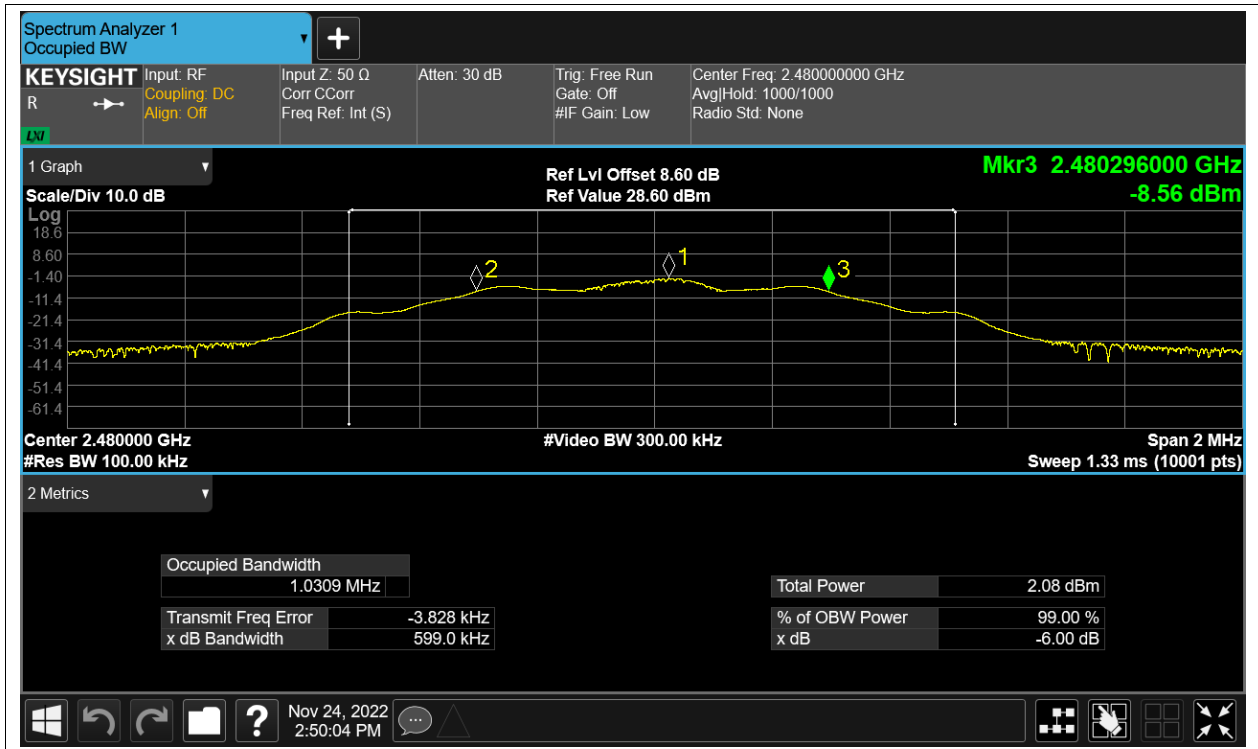 Spectrum Analyzer 1
Occupied BW
KEYSIGHT
R
LXI
Input: RF
Coupling: DC
Align: Off
Input Z: 50 Ω
Corr CCorr
Freq Ref: Int (S)
Atten: 30 dB
Trig: Free Run
Gate: Off
#IF Gain: Low
Center Freq: 2.480000000 GHz
Avg|Hold: 1000/1000
Radio Std: None
1 Graph
Scale/Div 10.0 dB
Ref Lvl Offset 8.60 dB
Ref Value 28.60 dBm
Mkr3 2.480296000 GHz
-8.56 dBm
Log
18.6
8.60
-1.40
-11.4
-21.4
-31.4
-41.4
-51.4
-61.4
2
1
3
Center 2.480000 GHz
#Res BW 100.00 kHz
#Video BW 300.00 kHz
Span 2 MHz
Sweep 1.33 ms (10001 pts)
2 Metrics
Occupied Bandwidth
1.0309 MHz
Transmit Freq Error -3.828 kHz
x dB Bandwidth 599.0 kHz
Total Power 2.08 dBm
% of OBW Power 99.00 %
x dB -6.00 dB
?
Nov 24, 2022
2:50:04 PM